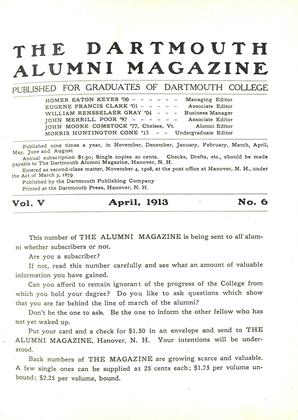 THE DARTMOUTH
ALUMNI MAGAZINE
PUBLISHED FOR GRADUATES OF DARTMOUTH COLLEGE
HOMER EATON KEYES '00 - - - - - - Managing Editor
EUGENE FRANCIS CLARK '01 - - - - - Associate Editor
WILLIAM RENSSELAER GRAY '04 - - - - Business Manager
JOHN MERRILL POOR '97 - - - - - Associate Editor
JOHN MOORE COMSTOCK '77, Chelsea, Vt. Alumni Editor
MORRIS HUNTINGTON CONE '13 - - Undergraduate Editor
Published nine times a year, in November, December, January, February, March, April,
May, June and August
Annual subscription $1.50; Single copies 20 cents. Checks, Drafts, etc., should be made
payable to The Dartmouth Alumni Magazine, Hanover, N. H.
Entered as second-class matter, November 4, 1908, at the post office at Hanover, N. H., under
the Act of March 3, 1879
Published by the Dartmouth Publishing Company
Printed at the Dartmouth Press, Hanover, N. H.
Vol. V April, 1913 No. 6
This number of THE ALUMNI MAGAZINE is being sent to all alum-
ni whether subscribers or not.
Are you a subscriber?
If not, read this number carefully and see what an amount of valuable
information you have gained.
Can you afford to remain ignorant of the progress of the College from
which you hold your degree? Do you like to ask questions which show
that you are far behind the line of march of the alumni?
Don't be the one to ask. Be the one to inform the other fellow who has
not yet waked up.
Put your card and a check for $1.50 in an envelope and send to THE
ALUMNI MAGAZINE, Hanover, N. H. Your intentions will be under-
stood.
Back numbers of THE MAGAZINE are growing scarce and valuable.
A few single ones can be supplied at 25 cents each; $1.75 per volume un-
bound; $2.25 per volume, bound.